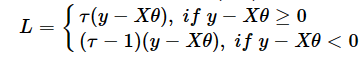 L = { τ(y − Xθ), if y − Xθ ≥ 0
(τ − 1)(y − Xθ), if y − Xθ < 0